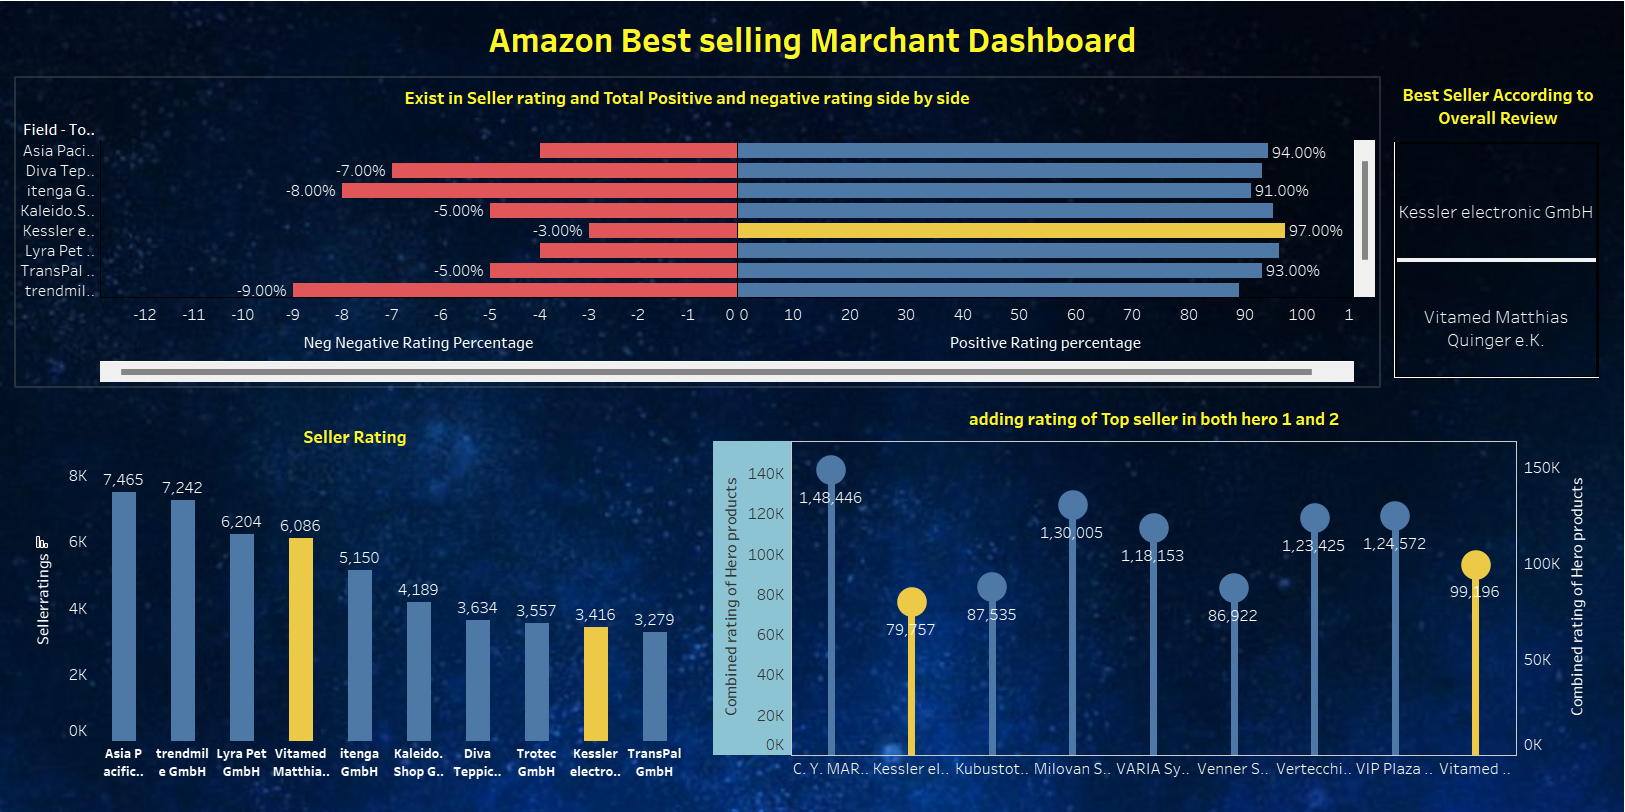 Amazon Best selling Marchant Dashboard
Exist in Seller rating and Total Positive and negative rating side by side
Field - To..
Asia Paci..
94.00%
Diva Tep..
-7.00%
itenga G..
-8.00%
91.00%
Kaleido.S..
-5.00%
Kessler e..
-3.00%
97.00%
Lyra Pet ..
TransPal ..
-5.00%
93.00%
trendmil..
-9.00%
-12 -11 -10 -9 -8 -7 -6 -5 -4 -3 -2 -1 0 0 10 20 30 40 50 60 70 80 90 100 1
Neg Negative Rating Percentage
Positive Rating percentage
Best Seller According to
Overall Review
Kessler electronic GmbH
Vitamed Matthias
Quinger e.K.
Seller Rating
Sellerratings
8K
6K
4K
2K
0K
7,465
7,242
6,204
6,086
5,150
4,189
3,634
3,557
3,416
3,279
Asia P
acific..
trendmil
e GmbH
Lyra Pet
GmbH
Vitamed
Matthia..
itenga
GmbH
Kaleido.
Shop G..
Diva
Teppic..
Trotec
GmbH
Kessler
electro..
TransPal
GmbH
adding rating of Top seller in both hero 1 and 2
Combined rating of Hero products
140K
120K
100K
80K
60K
40K
20K
0K
1,48,446
79,757
87,535
1,30,005
1,18,153
86,922
1,23,425
1,24,572
99,196
C. Y. MAR..
Kessler el..
Kubustot..
Milovan S..
VARIA Sy..
Venner S..
Vertecchi..
VIP Plaza ..
Vitamed ..
150K
100K
50K
0K
Combined rating of Hero products